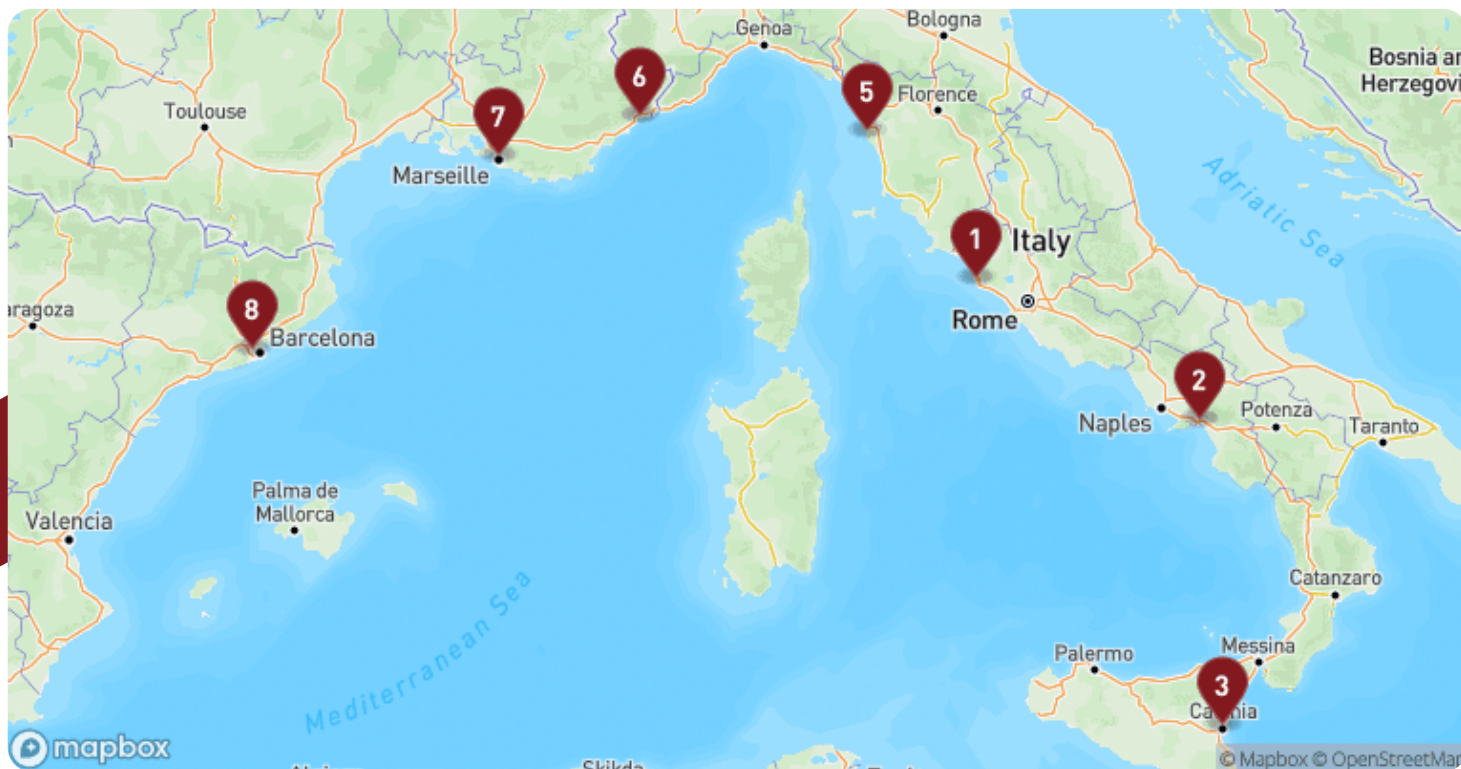 Bologna
Genoa
Bosnia an
Herzegovi
6
5
Florence
7
Toulouse
Marseille
Adriatic Sea
1
Italy
8
aragoza
Barcelona
Rome
2
Naples
Potenza
Taranto
Palma de
Mallorca
Valencia
Catanzaro
Mediterranean Sea
Messina
Palermo
3
mapbox
Skikda
© Mapbox © OpenStreetMap